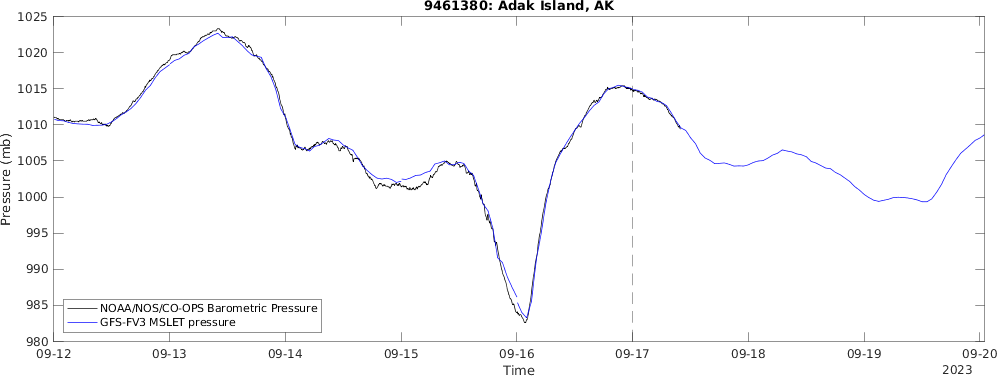 9461380: Adak Island, AK
1025
1020
1015
1010
1005
1000
995
990
985
980
Pressure (mb)
NOAA/NOS/CO-OPS Barometric Pressure
GFS-FV3 MSLET pressure
09-12 09-13 09-14 09-15 09-16 09-17 09-18 09-19 09-20
Time
2023